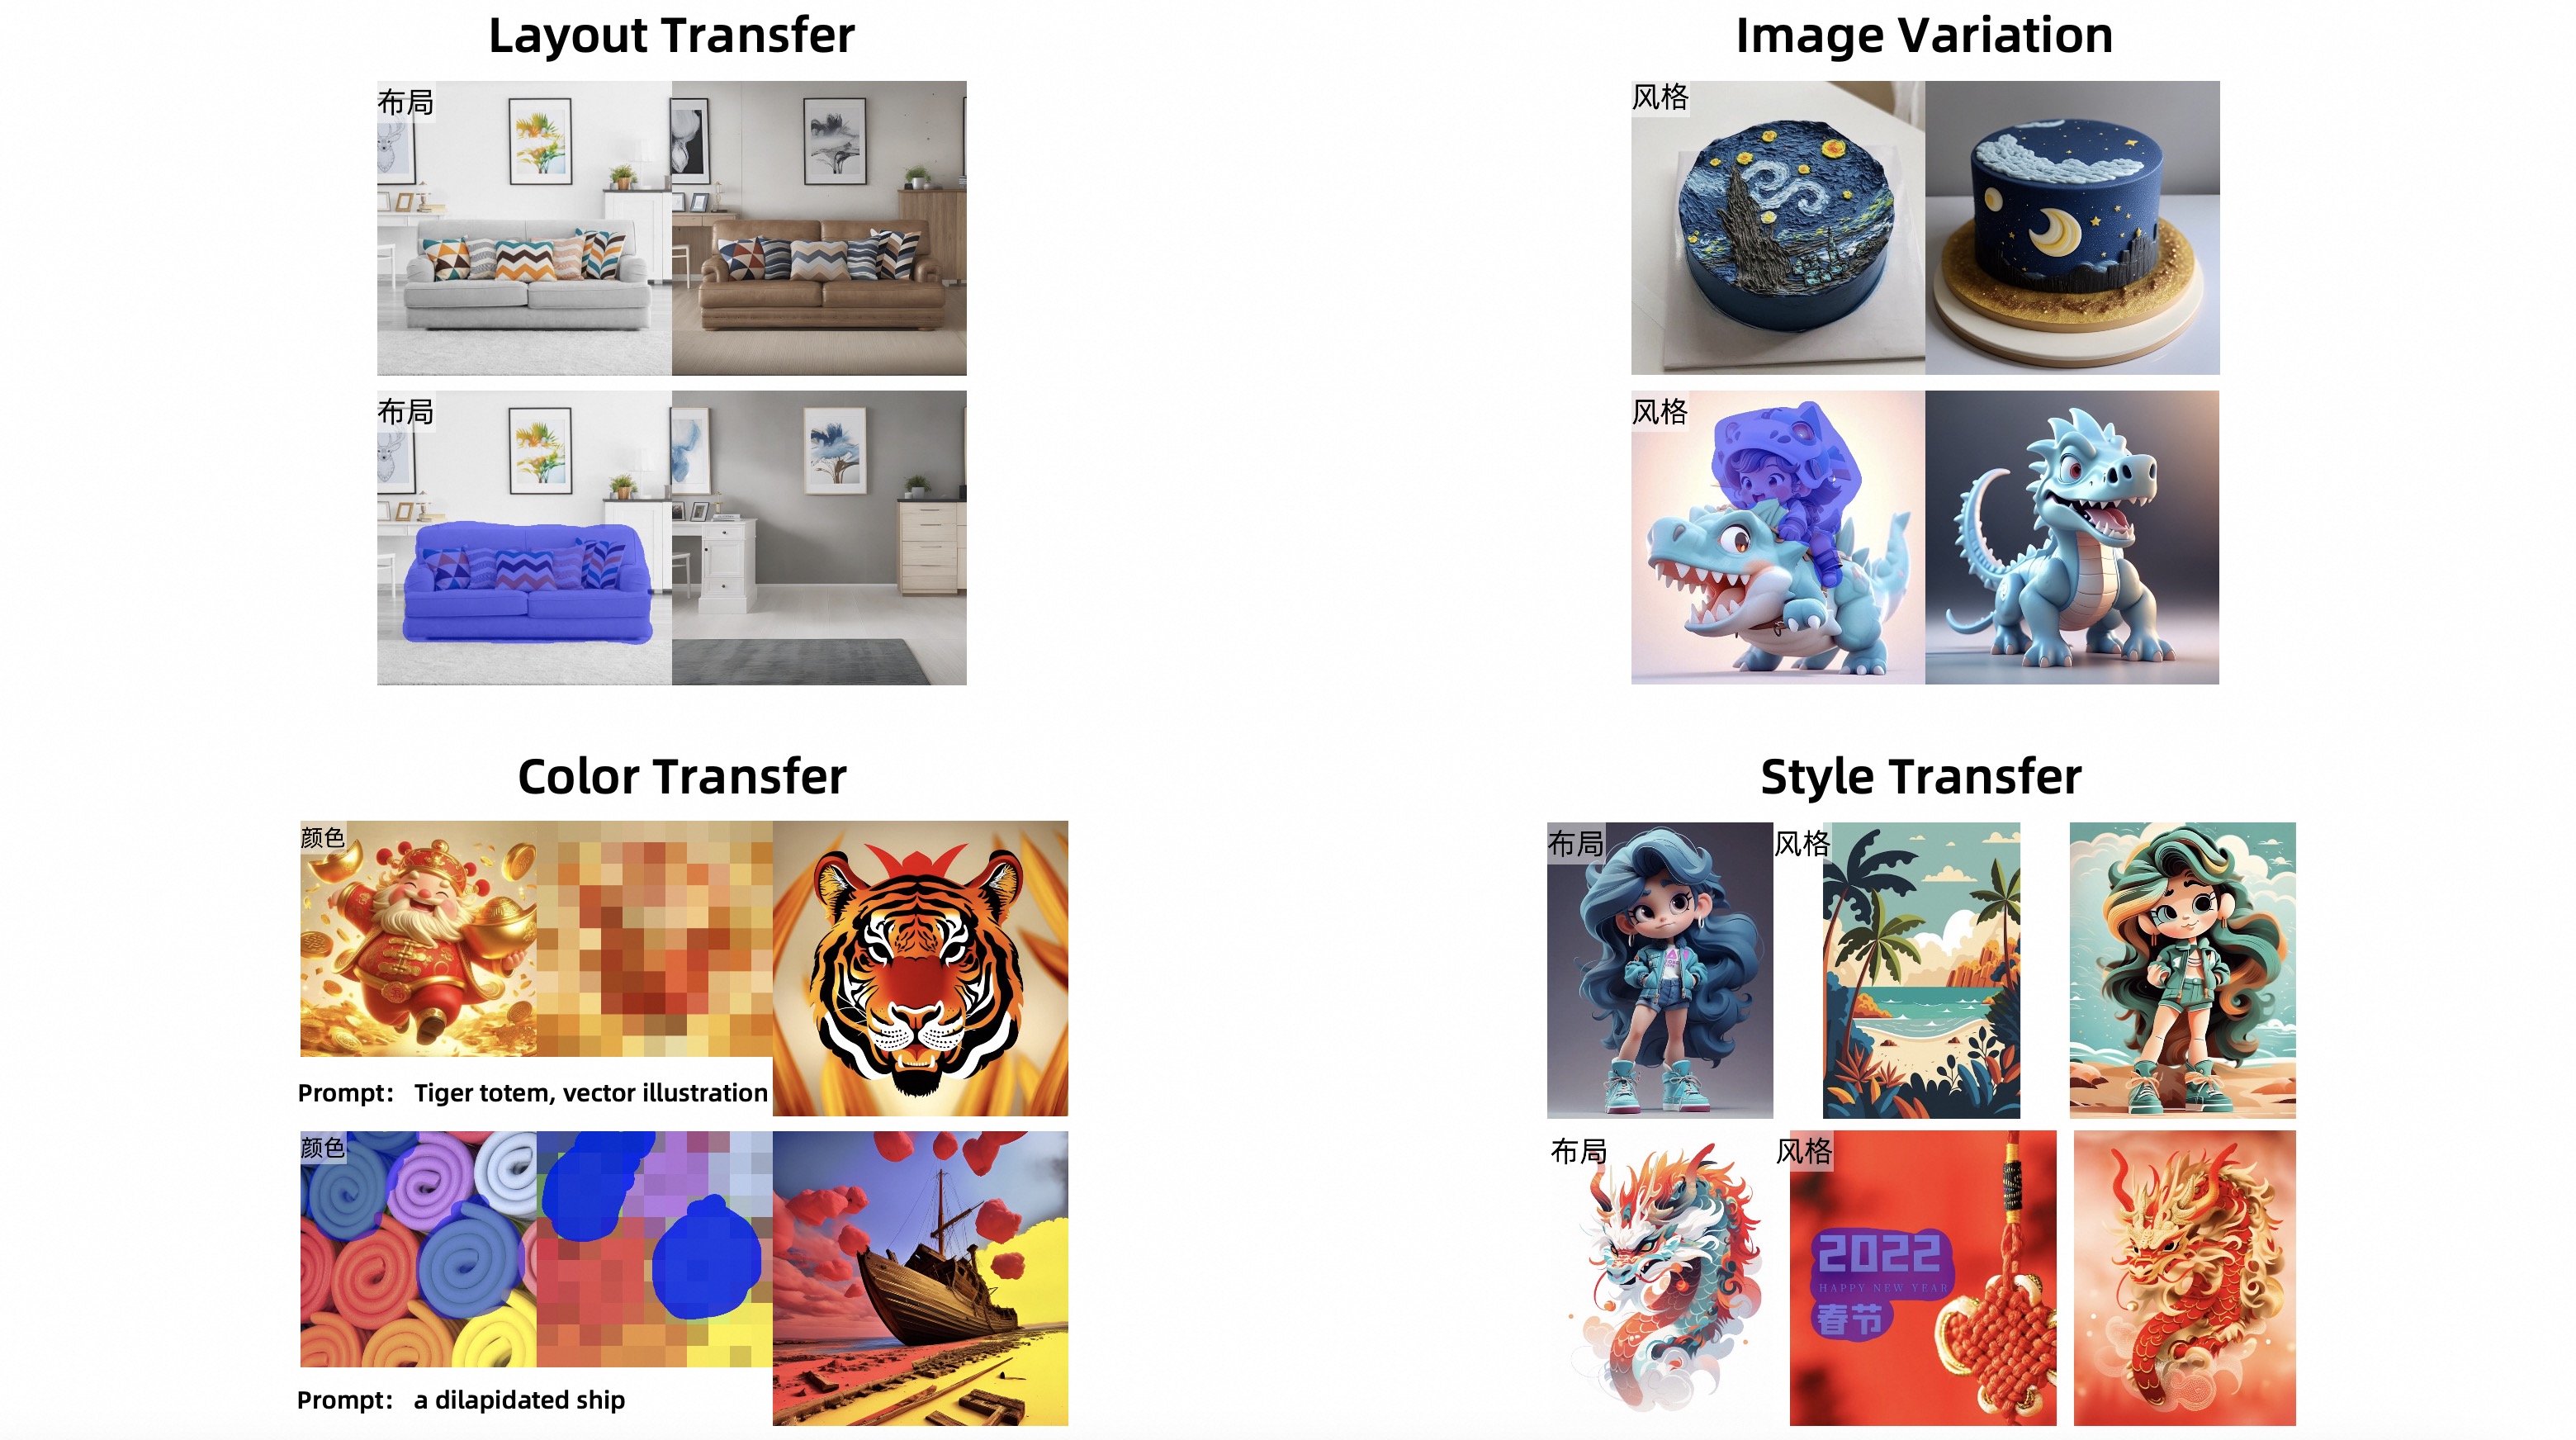 Layout Transfer
布局
布局
Image Variation
风格
风格
Color Transfer
颜色
Prompt： Tiger totem, vector illustration
颜色
Prompt： a dilapidated ship
Style Transfer
布局
风格
布局
风格
2022
HAPPY NEW YEAR
春节